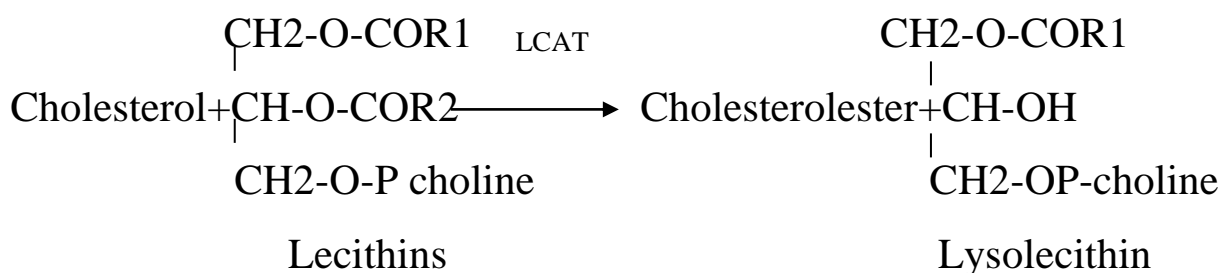 CH2-O-COR1 LCAT CH2-O-COR1
Cholesterol+CH-O-COR2 Cholesterolester+CH-OH
CH2-O-P choline CH2-OP-choline
Lecithins Lysolecithin